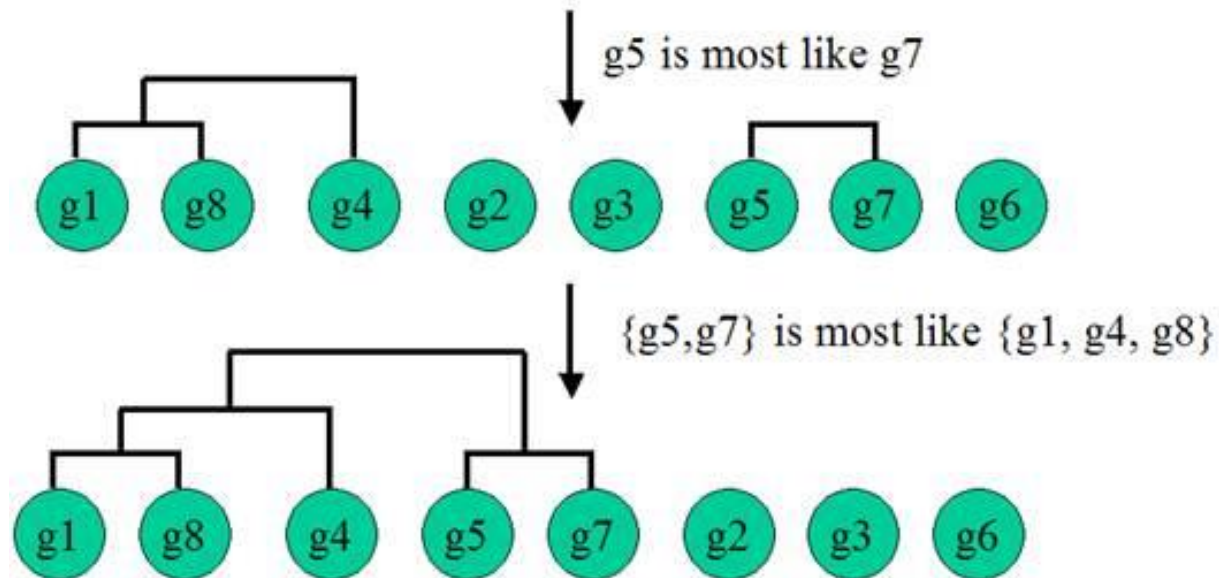 g5 is most like g7
g1 g8 g4 g2 g3 g5 g7 g6
{g5,g7} is most like {g1, g4, g8}
g1 g8 g4 g5 g7 g2 g3 g6